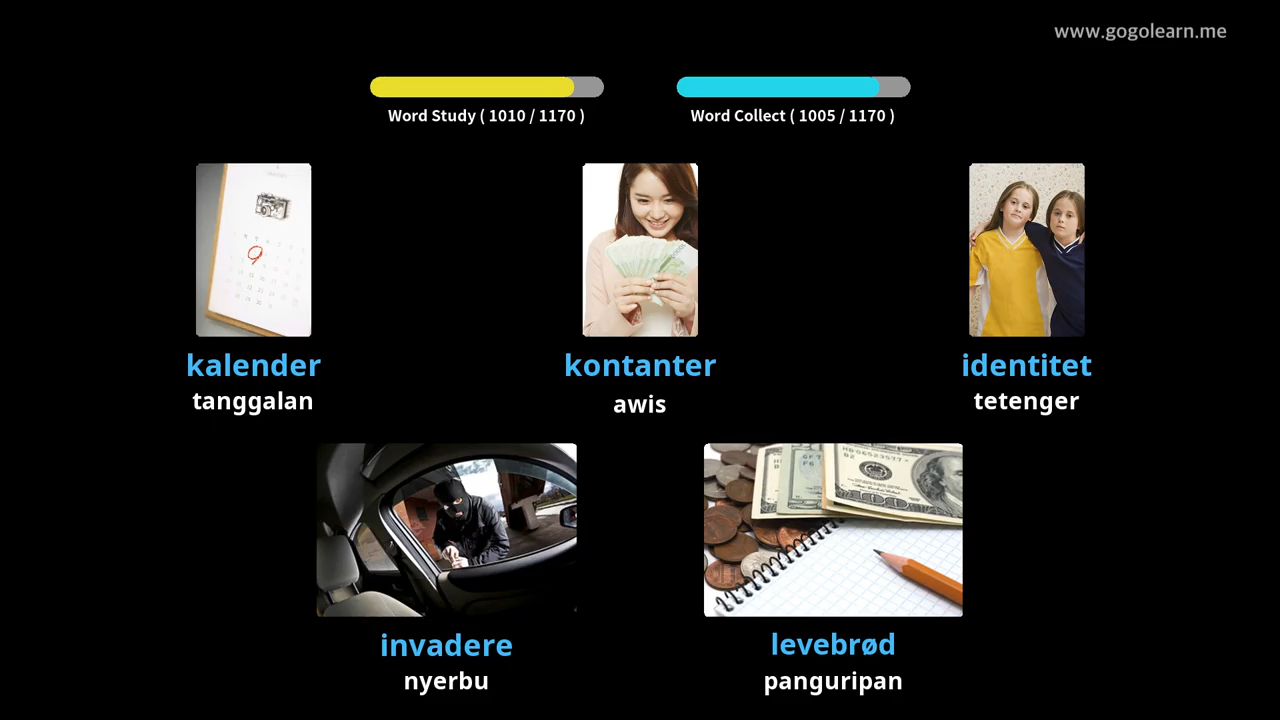 www.gogolearn.me
Word Study ( 1010 / 1170 )
Word Collect ( 1005 / 1170 )
kalender
tanggalan
kontanter
awis
identitet
tetenger
invadere
nyerbu
levebrød
panguripan